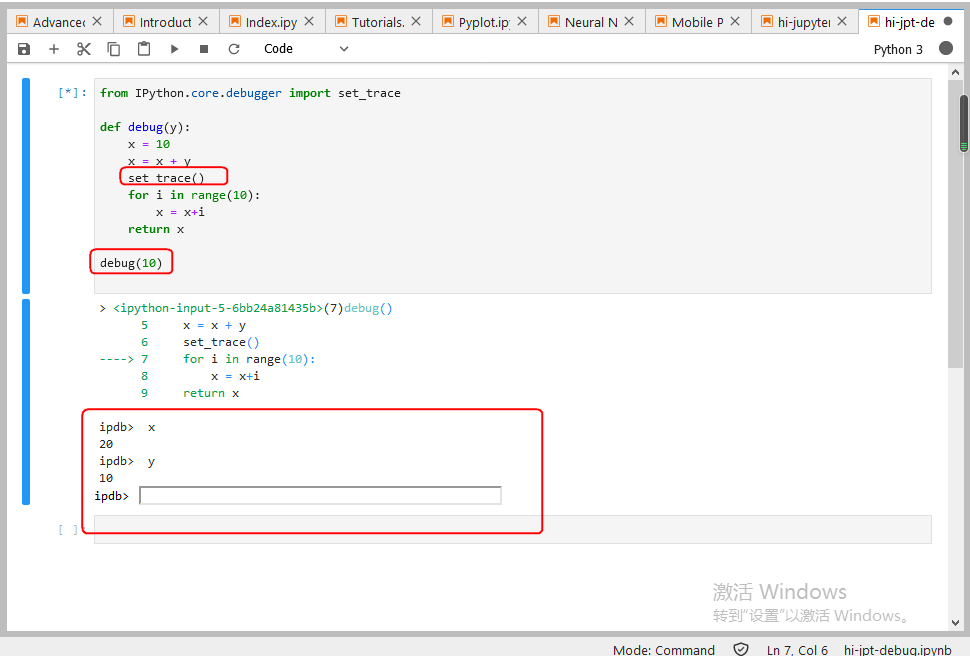 Advanced Introduct Index.ipy Tutorials. Pyplot.ip Neural N Mobile P hi-jupyter hi-jpt-de
Code Python 3
[*]: from IPython.core.debugger import set_trace
def debug(y):
x = 10
x = x + y
set_trace()
for i in range(10):
x = x+i
return x
debug(10)
> <ipython-input-5-6bb24a81435b>(7)debug()
5 x = x + y
6 set_trace()
----> 7 for i in range(10):
8 x = x+i
9 return x
ipdb> x
20
ipdb> y
10
ipdb>
[ ]:
激活 Windows
转到“设置”以激活 Windows。
Mode: Command Ln 7, Col 6 hi-jpt-debug.ipynb